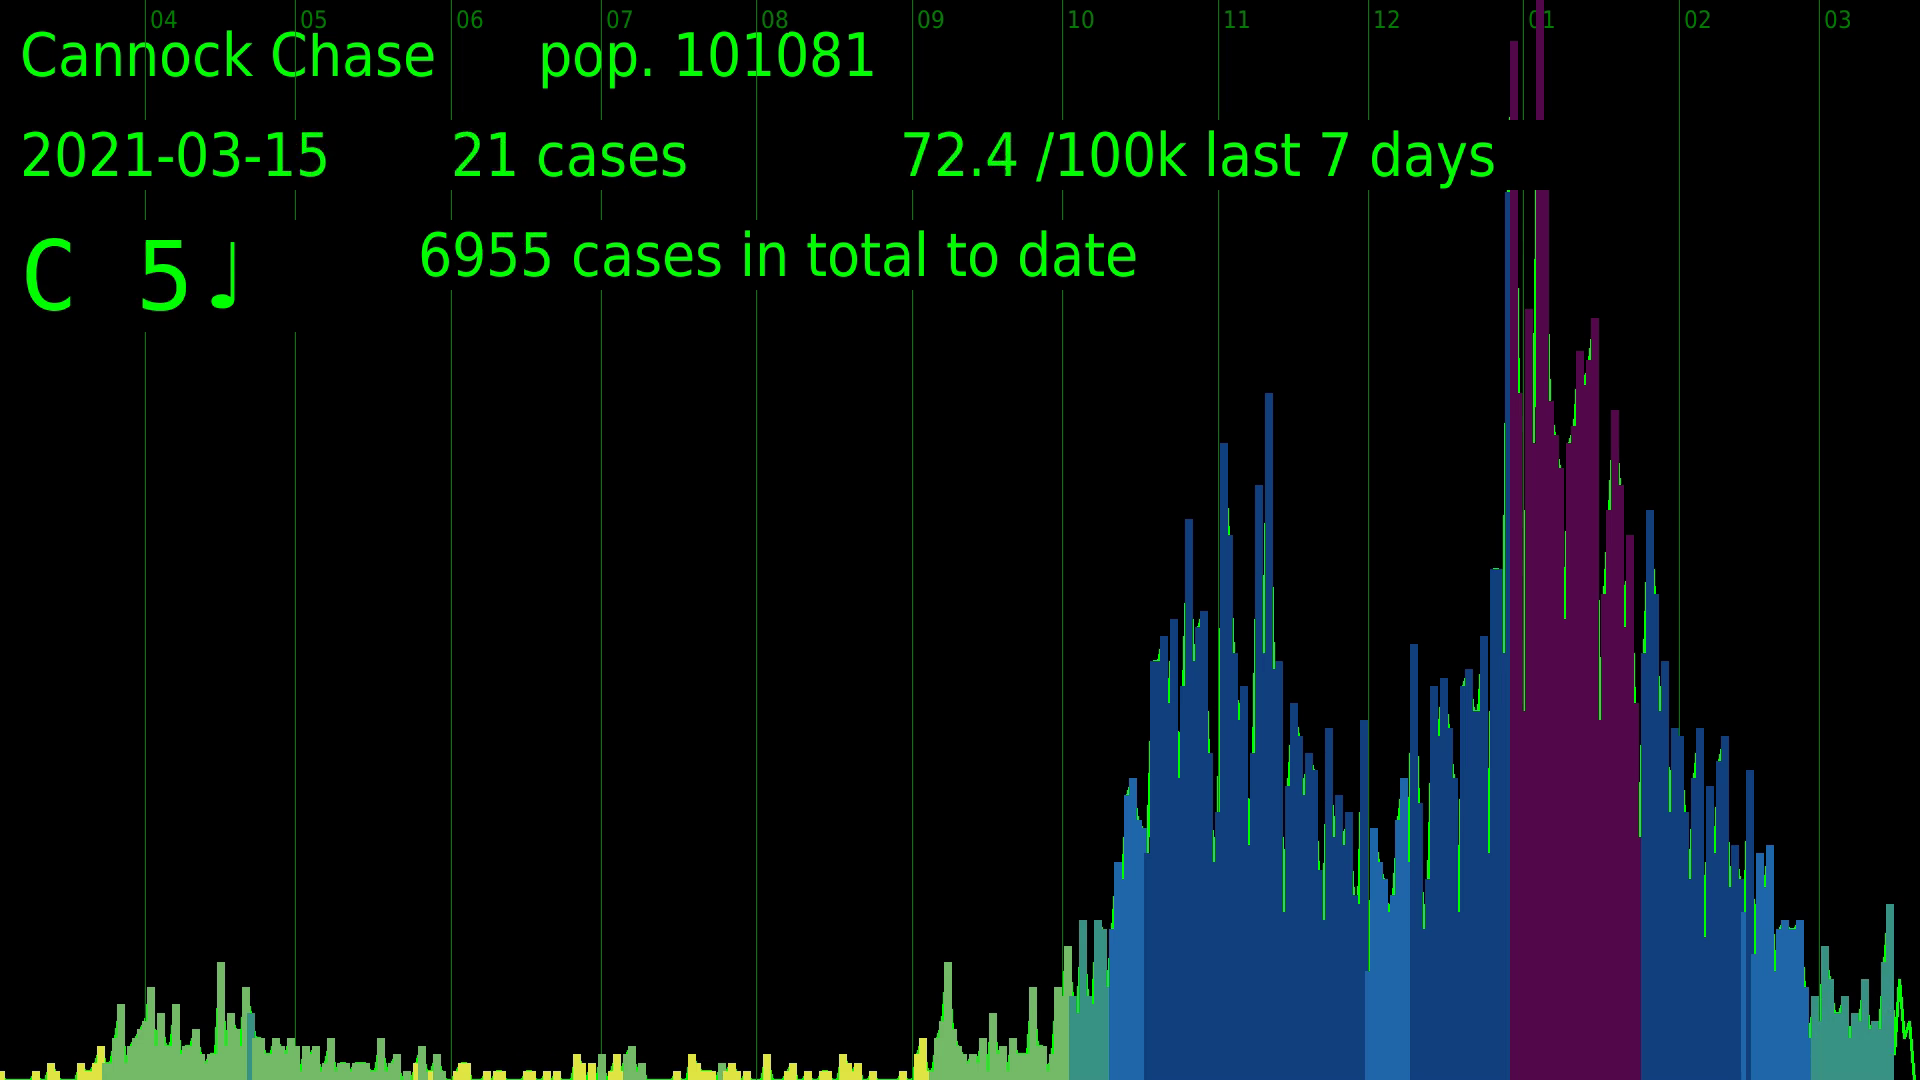 04 05 06 07 08 09 10 11 12 01 02 03
Cannock Chase pop. 101081
2021-03-15 21 cases 72.4 /100k last 7 days
C 5♩ 6955 cases in total to date